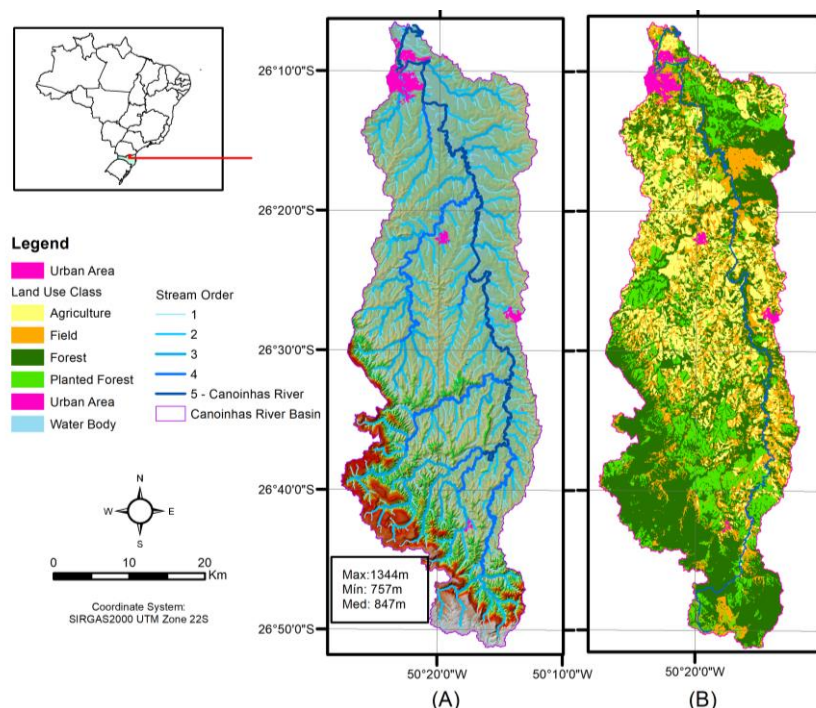 Legend
Urban Area
Land Use Class
Agriculture
Field
Forest
Planted Forest
Urban Area
Water Body
Stream Order
1
2
3
4
5 - Canoinhas River
Canoinhas River Basin
N
W E
S
0 10 20
Km
Coordinate System:
SIRGAS2000 UTM Zone 22S
26°10'0"S
26°20'0"S
26°30'0"S
26°40'0"S
26°50'0"S
Max:1344m
Mín: 757m
Med: 847m
50°20'0"W 50°10'0"W
50°20'0"W
(A) (B)